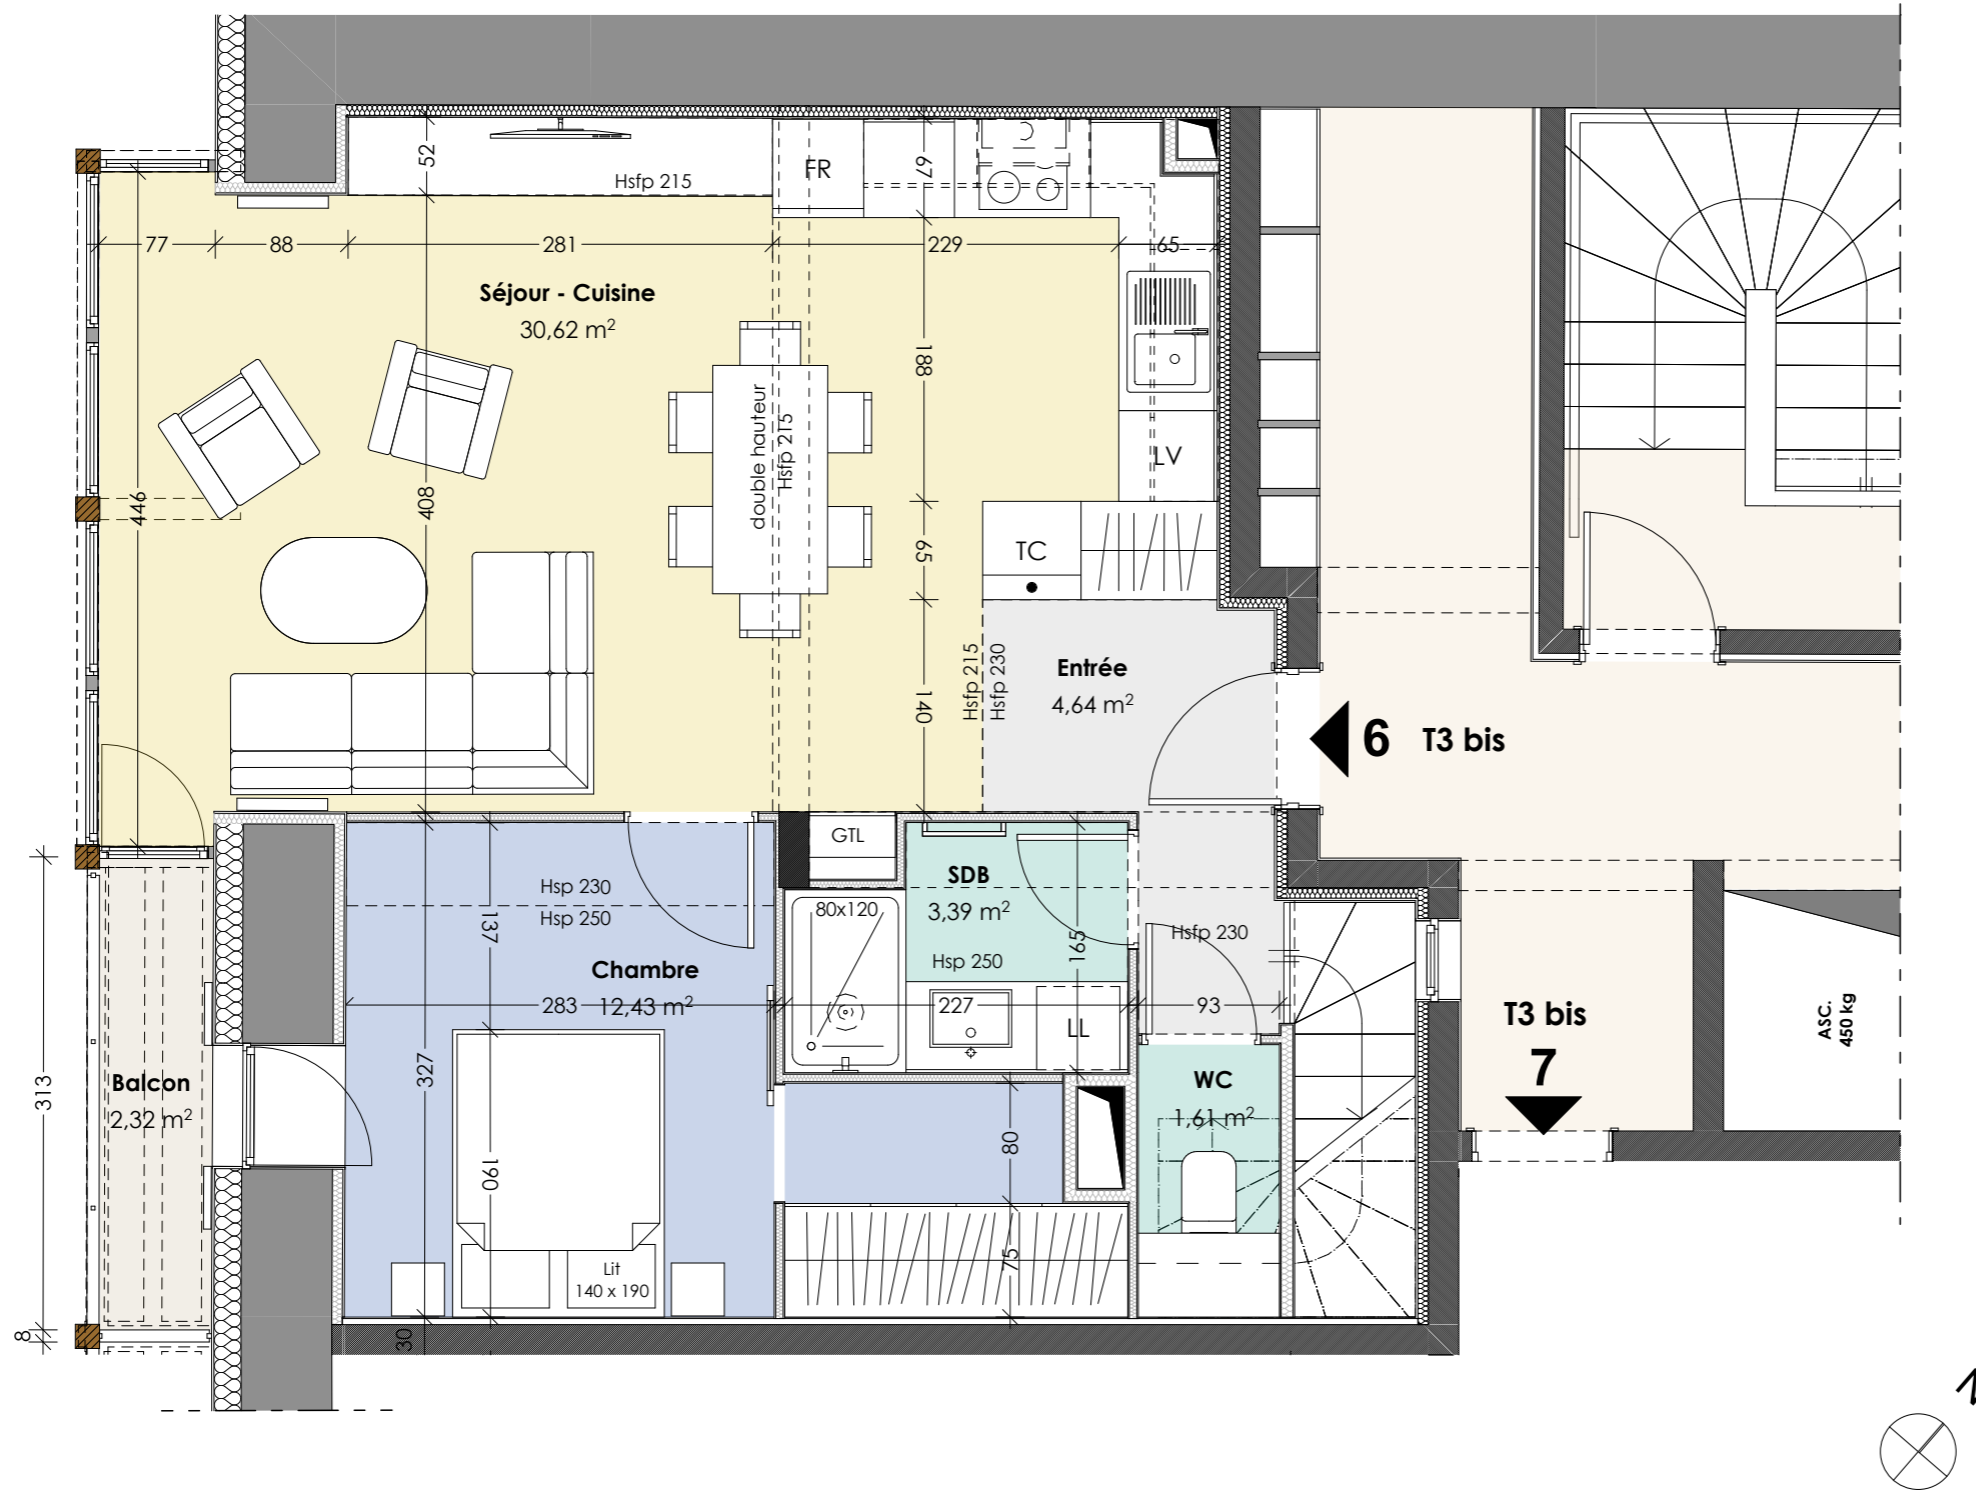 52
Hsfp 215
FR
67
77
88
281
229
65
Séjour - Cuisine
30,62 m²
188
double hauteur
Hsfp 215
LV
446
408
65
TC
Hsfp 215
Hsfp 230
Entrée
4,64 m²
140
6 T3 bis
GTL
SDB
3,39 m²
80x120
Hsp 230
Hsp 250
137
165
Hsfp 230
Hsp 250
Chambre
283
12,43 m²
227
93
LL
T3 bis
7
ASC.
450 kg
313
Balcon
2,32 m²
327
WC
1,61 m²
80
190
75
Lit
140 x 190
8
30
N